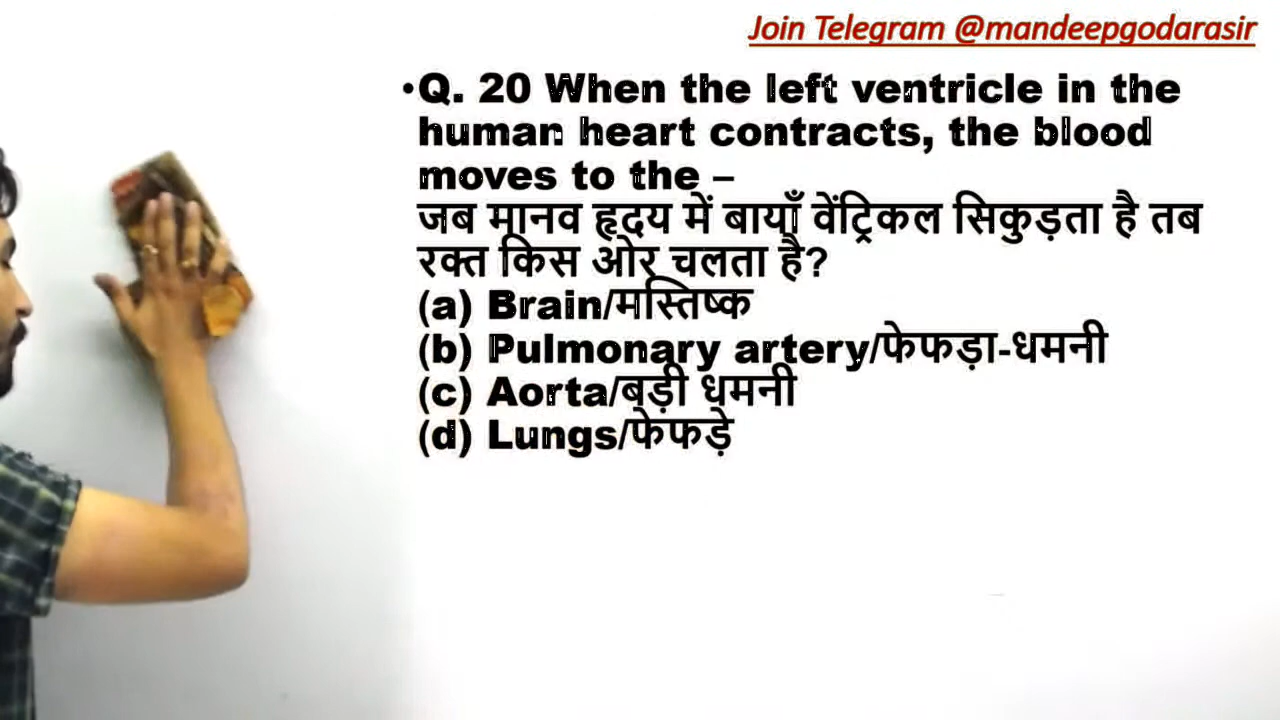 Join Telegram @mandeepgodarasir
•Q. 20 When the left ventricle in the
human heart contracts, the blood
moves to the –
जब मानव हृदय में बायाँ वेंट्रिकल सिकुड़ता है तब
रक्त किस ओर चलता है?
(a) Brain/मस्तिष्क
(b) Pulmonary artery/फेफड़ा-धमनी
(c) Aorta/बड़ी धमनी
(d) Lungs/फेफड़े